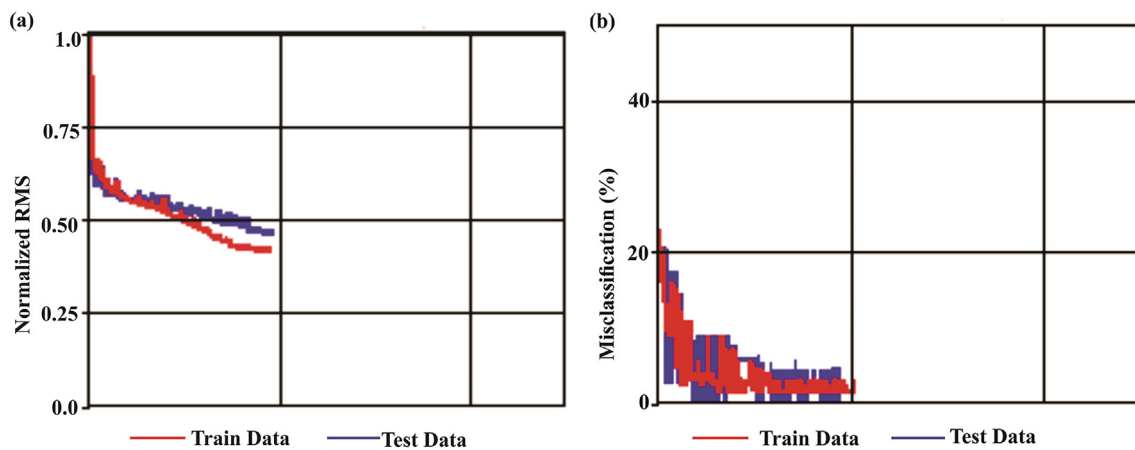 (a)
1.0
0.75
0.50
0.25
0.0
Normalized RMS
Train Data
Test Data
(b)
40
20
0
Misclassification (%)
Train Data
Test Data